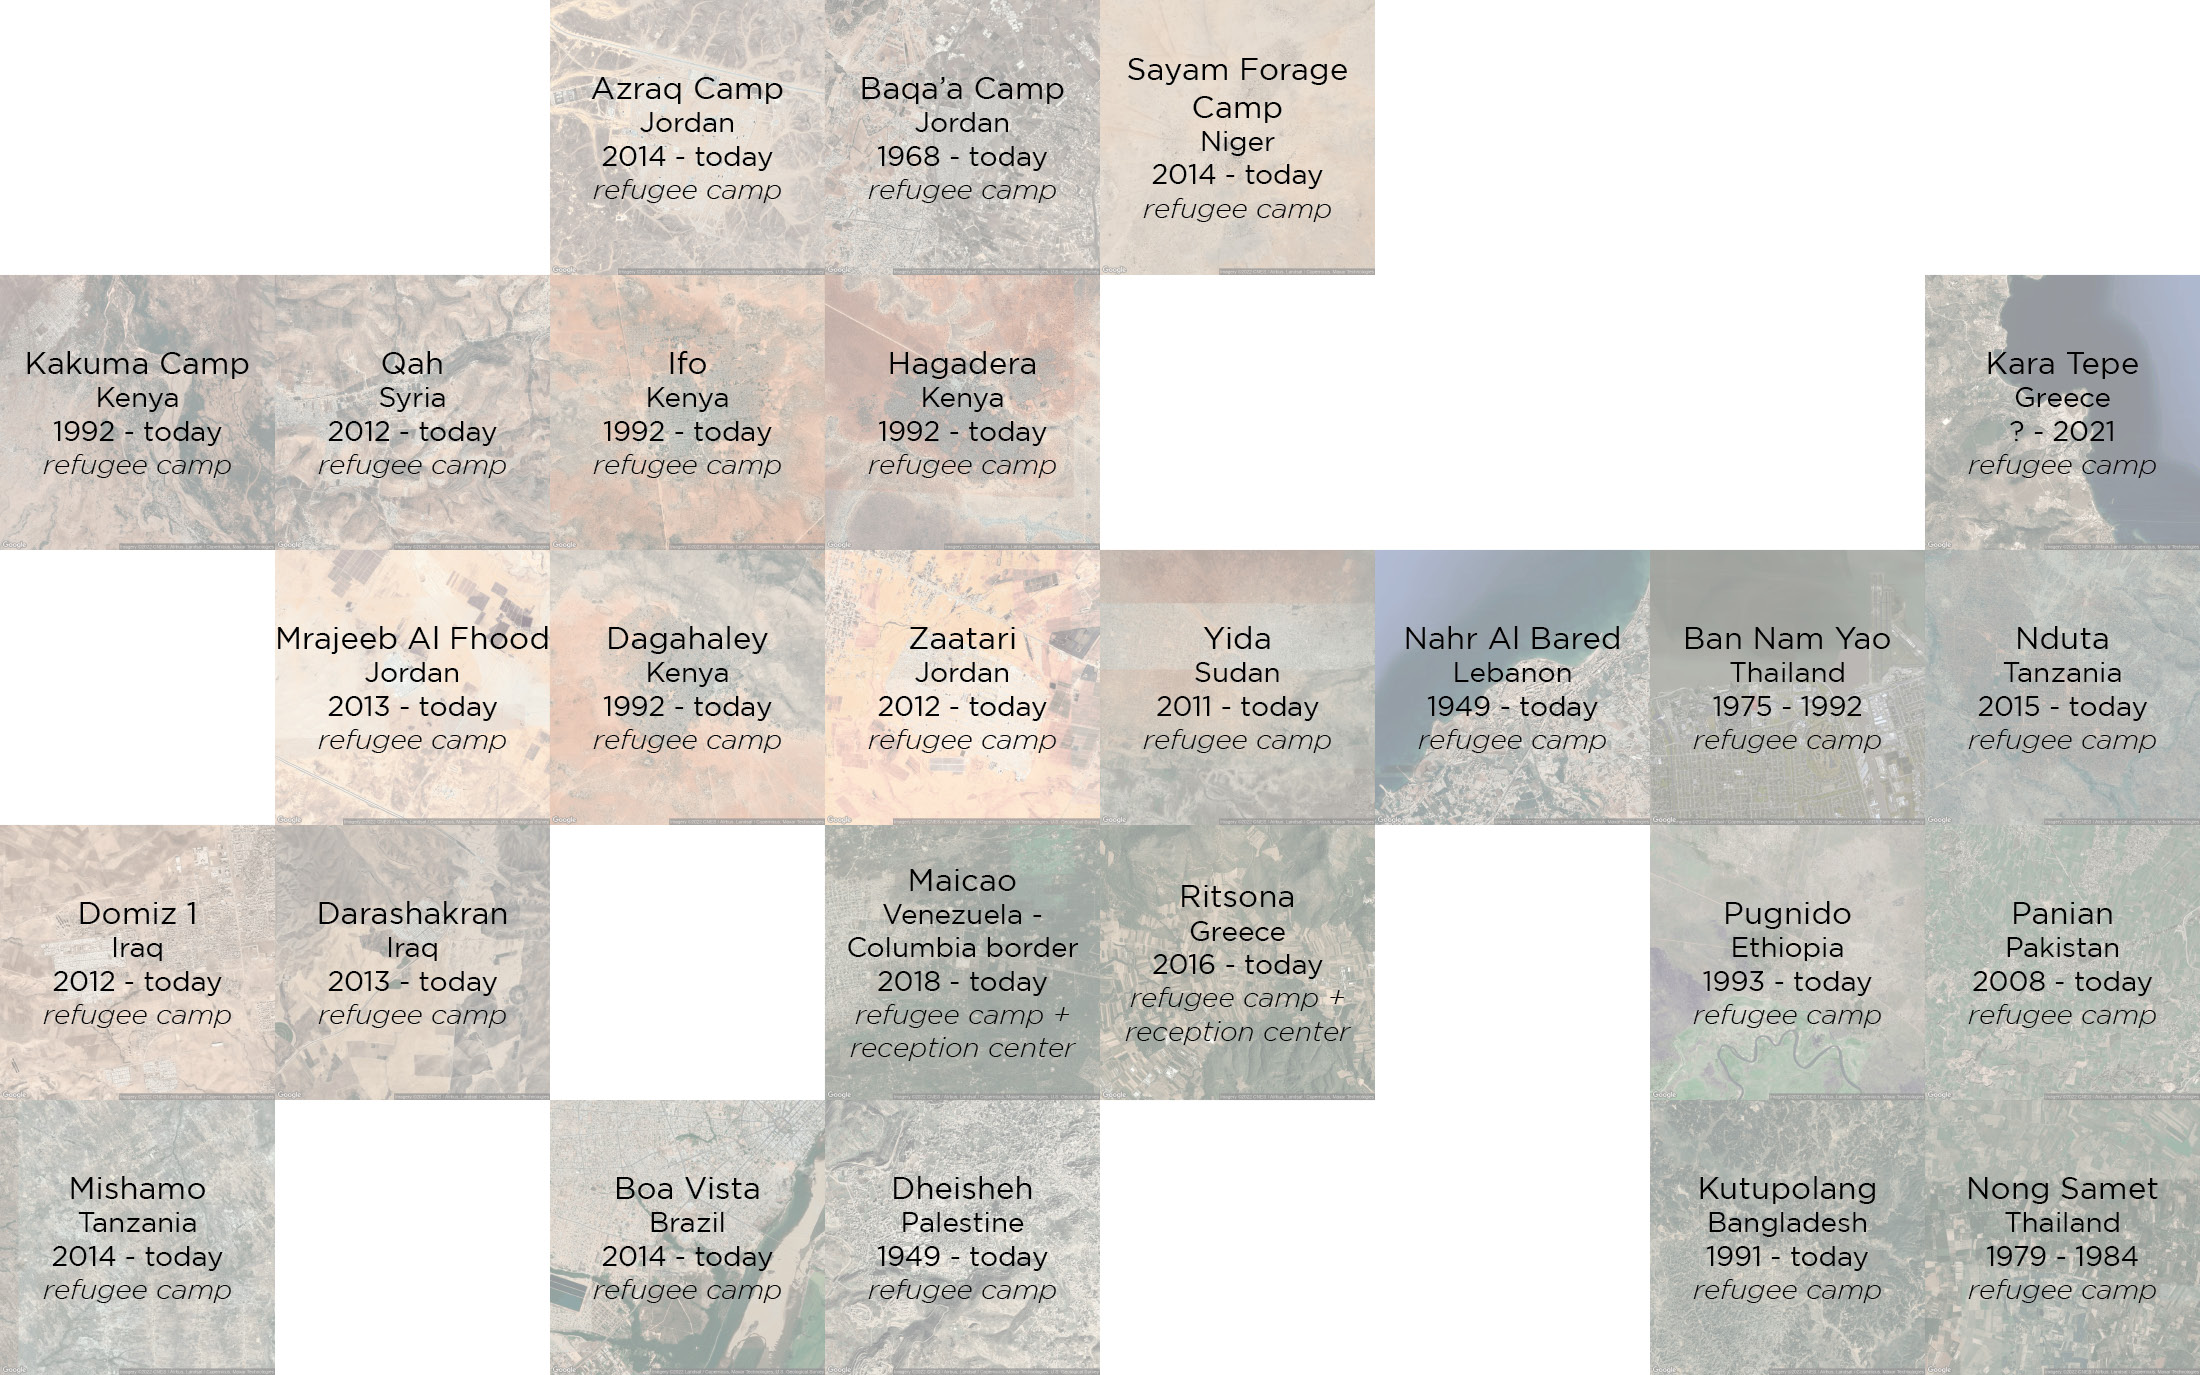 Azraq Camp
Jordan
2014 - today
refugee camp
Baqa’a Camp
Jordan
1968 - today
refugee camp
Sayam Forage
Camp
Niger
2014 - today
refugee camp
Kakuma Camp
Kenya
1992 - today
refugee camp
Qah
Syria
2012 - today
refugee camp
Ifo
Kenya
1992 - today
refugee camp
Hagadera
Kenya
1992 - today
refugee camp
Kara Tepe
Greece
? - 2021
refugee camp
Mrajeeb Al Fhood
Jordan
2013 - today
refugee camp
Dagahaley
Kenya
1992 - today
refugee camp
Zaatari
Jordan
2012 - today
refugee camp
Yida
Sudan
2011 - today
refugee camp
Nahr Al Bared
Lebanon
1949 - today
refugee camp
Ban Nam Yao
Thailand
1975 - 1992
refugee camp
Nduta
Tanzania
2015 - today
refugee camp
Domiz 1
Iraq
2012 - today
refugee camp
Darashakran
Iraq
2013 - today
refugee camp
Maicao
Venezuela -
Columbia border
2018 - today
refugee camp +
reception center
Ritsona
Greece
2016 - today
refugee camp +
reception center
Pugnido
Ethiopia
1993 - today
refugee camp
Panian
Pakistan
2008 - today
refugee camp
Mishamo
Tanzania
2014 - today
refugee camp
Boa Vista
Brazil
2014 - today
refugee camp
Dheisheh
Palestine
1949 - today
refugee camp
Kutupolang
Bangladesh
1991 - today
refugee camp
Nong Samet
Thailand
1979 - 1984
refugee camp